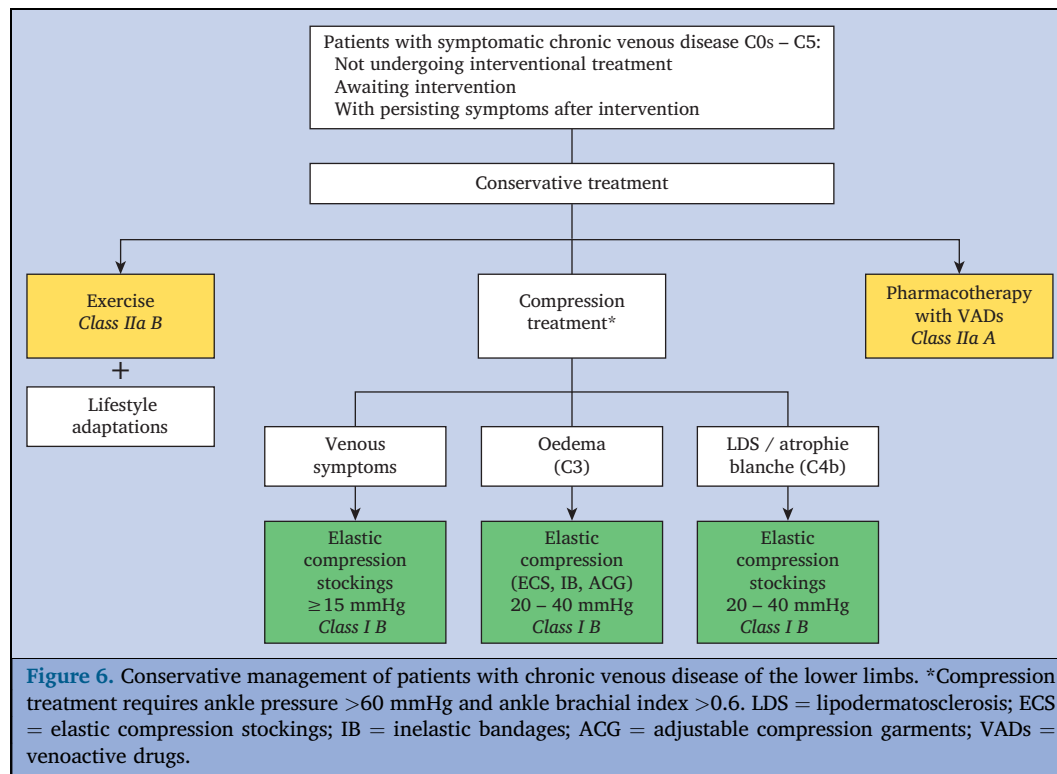 Patients with symptomatic chronic venous disease C0s – C5:
Not undergoing interventional treatment
Awaiting intervention
With persisting symptoms after intervention
Conservative treatment
Exercise
Class IIa B
+
Lifestyle
adaptations
Compression
treatment*
Pharmacotherapy
with VADs
Class IIa A
Venous
symptoms
Oedema
(C3)
LDS / atrophie
blanche (C4b)
Elastic
compression
stockings
≥15 mmHg
Class I B
Elastic
compression
(ECS, IB, ACG)
20 – 40 mmHg
Class I B
Elastic
compression
stockings
20 – 40 mmHg
Class I B
Figure 6. Conservative management of patients with chronic venous disease of the lower limbs. *Compression
treatment requires ankle pressure >60 mmHg and ankle brachial index >0.6. LDS = lipodermatosclerosis; ECS
= elastic compression stockings; IB = inelastic bandages; ACG = adjustable compression garments; VADs =
venoactive drugs.